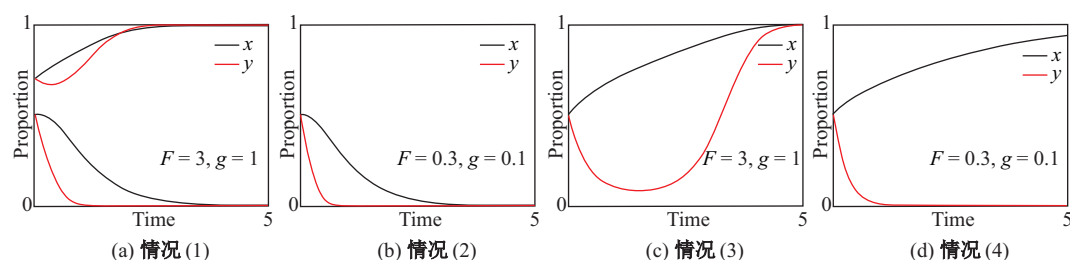 1
x
y
Proportion
F = 3, g = 1
0
Time
5
(a) 情况 (1)
1
x
y
Proportion
F = 0.3, g = 0.1
0
Time
5
(b) 情况 (2)
1
x
y
Proportion
F = 3, g = 1
0
Time
5
(c) 情况 (3)
1
x
y
Proportion
F = 0.3, g = 0.1
0
Time
5
(d) 情况 (4)